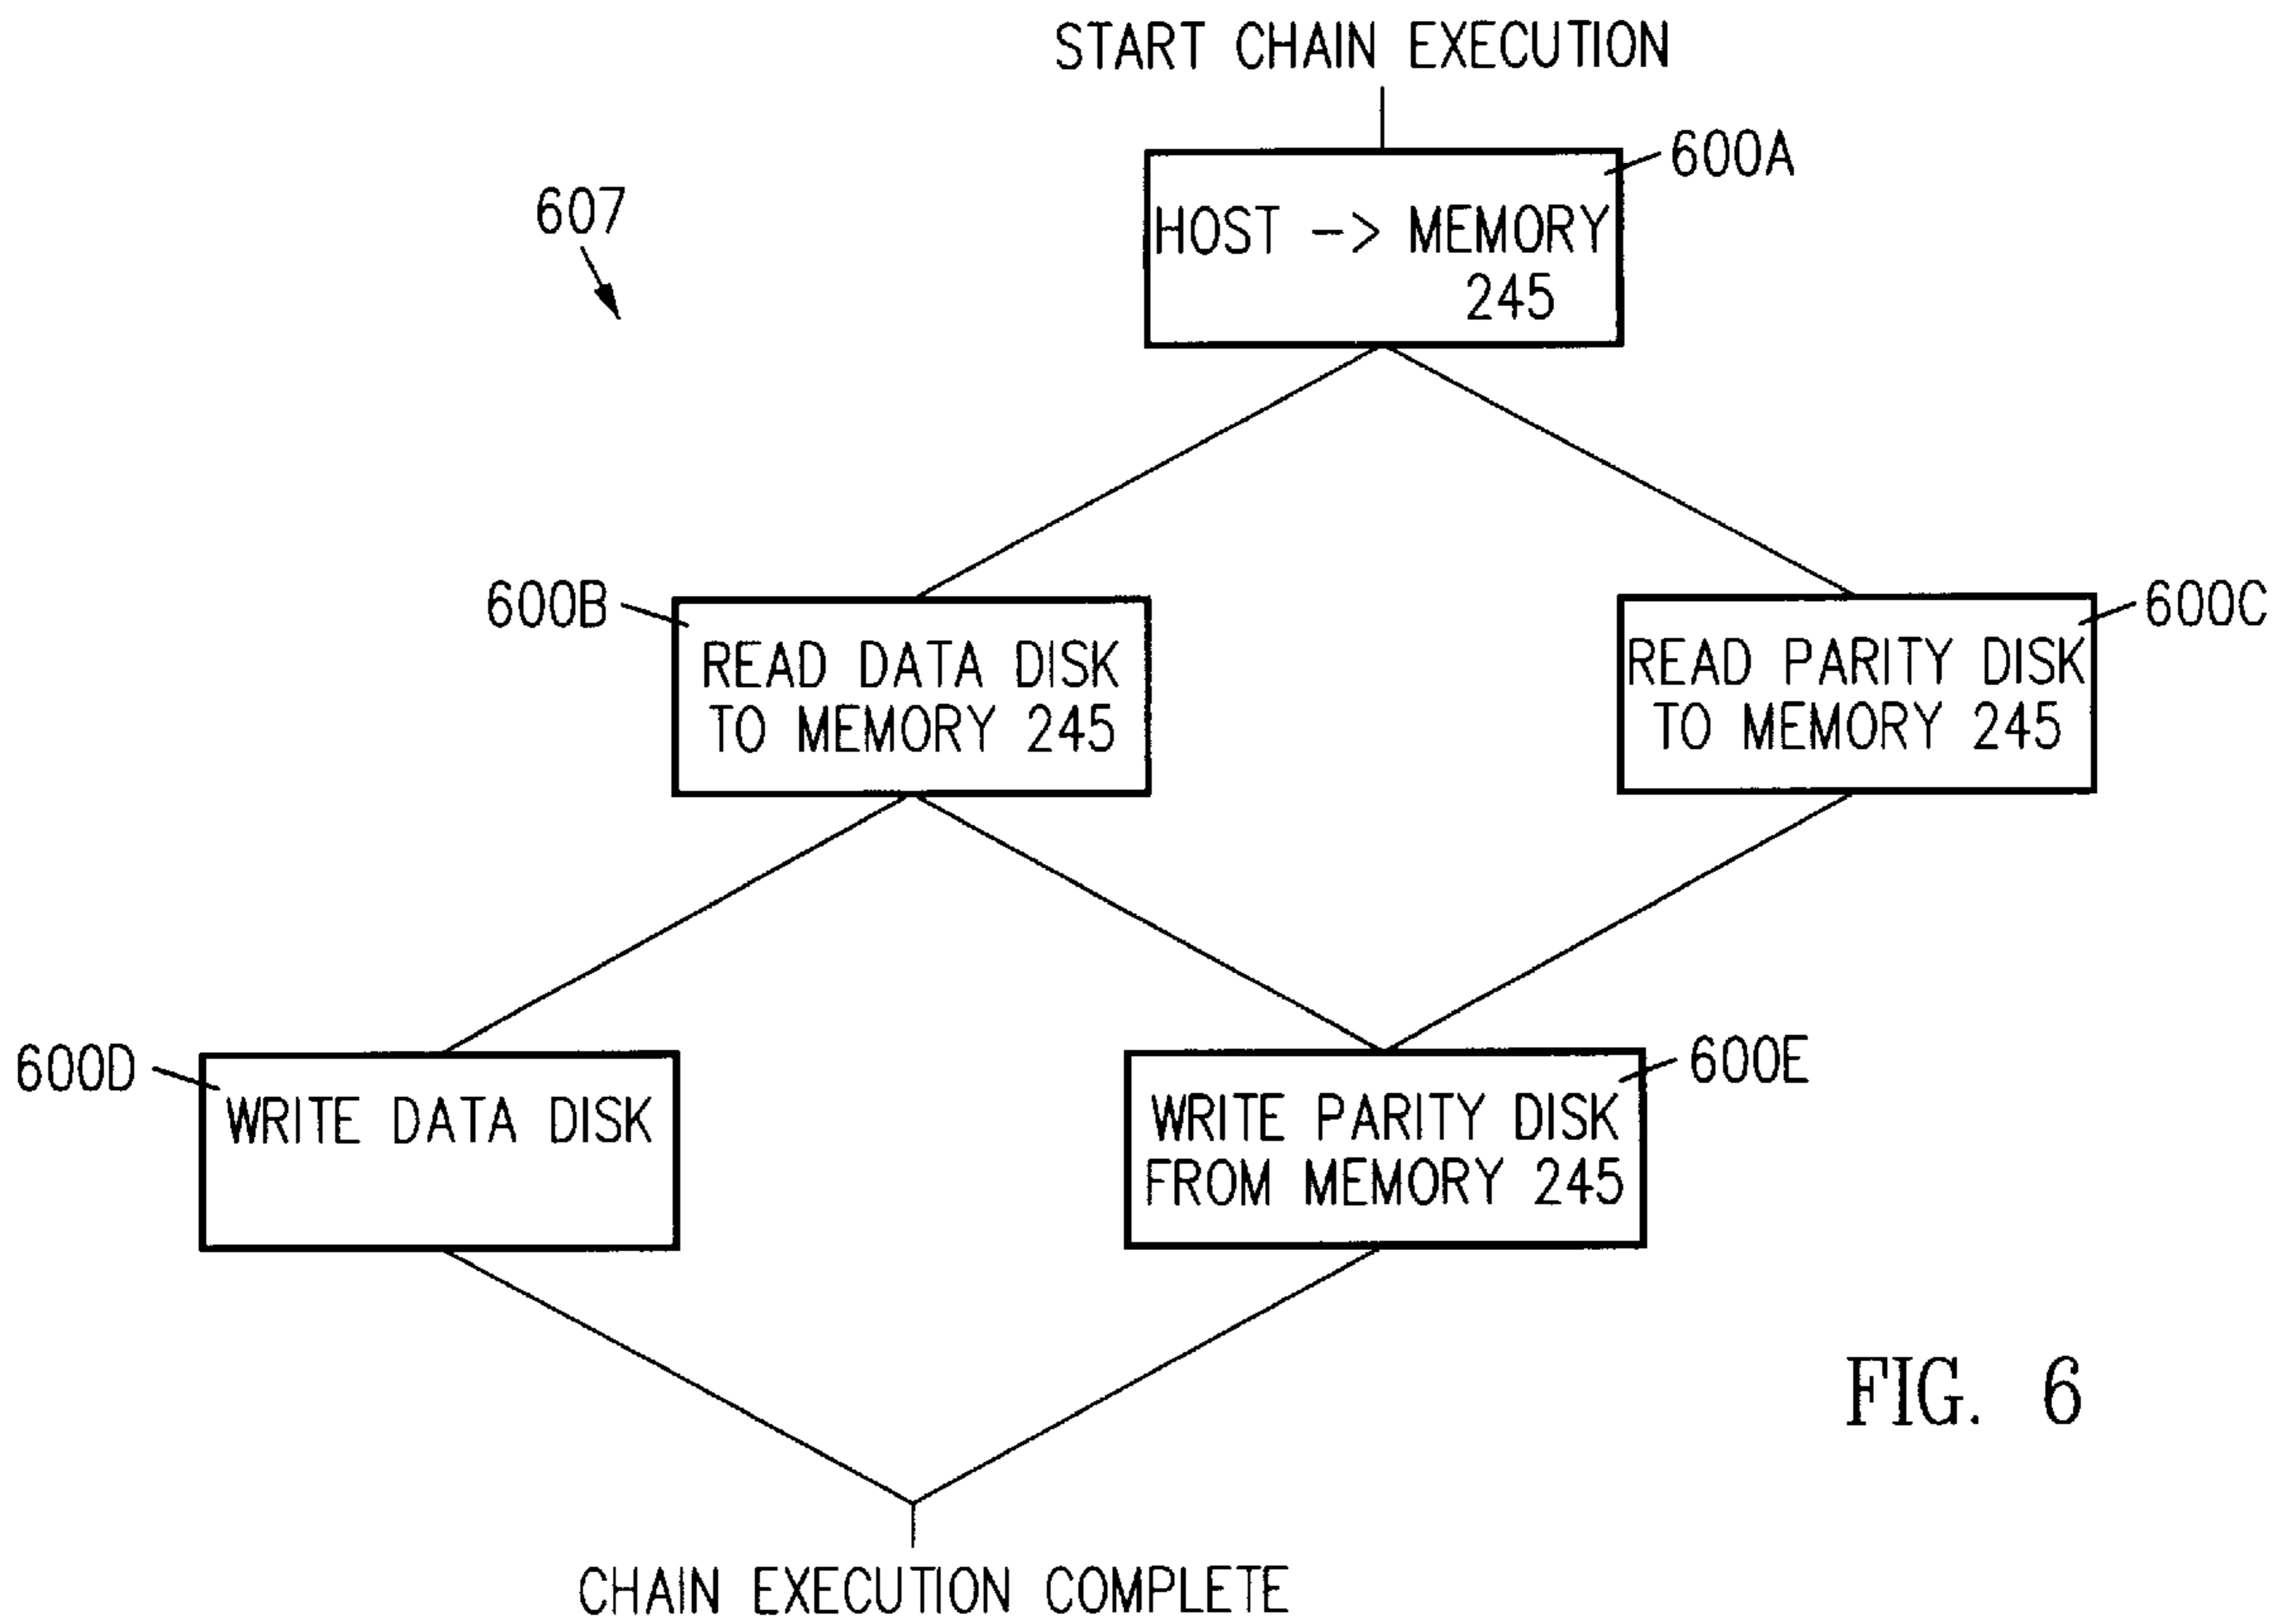 START CHAIN EXECUTION
600A
607
HOST -> MEMORY
245
600B
600C
READ DATA DISK
TO MEMORY 245
READ PARITY DISK
TO MEMORY 245
600D
600E
WRITE DATA DISK
WRITE PARITY DISK
FROM MEMORY 245
FIG. 6
CHAIN EXECUTION COMPLETE